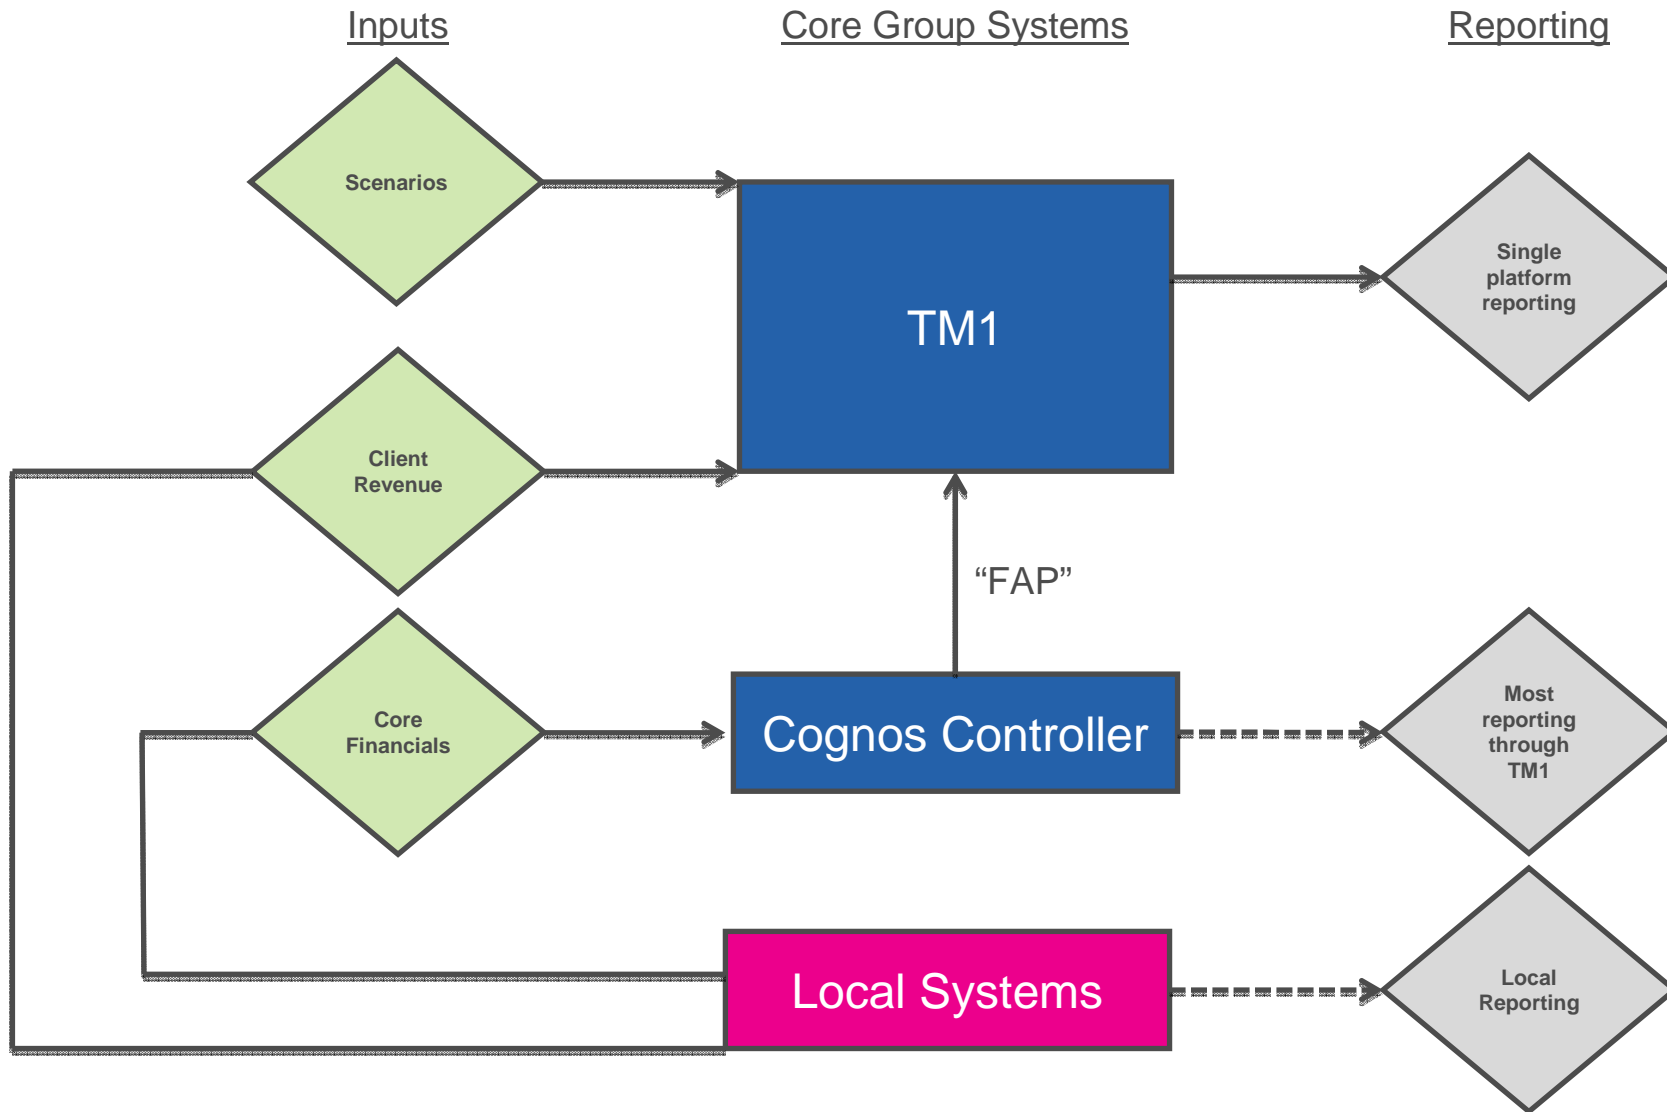 Inputs
Core Group Systems
Reporting
Scenarios
TM1
Single
platform
reporting
Client
Revenue
“FAP”
Core
Financials
Cognos Controller
Most
reporting
through
TM1
Local Systems
Local
Reporting